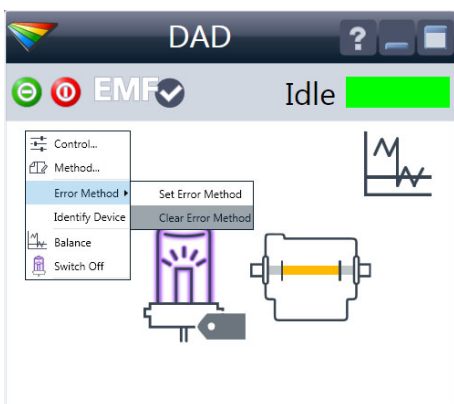 DAD ?
EMF Idle
Control...
Method...
Error Method
Set Error Method
Identify Device
Clear Error Method
Balance
Switch Off